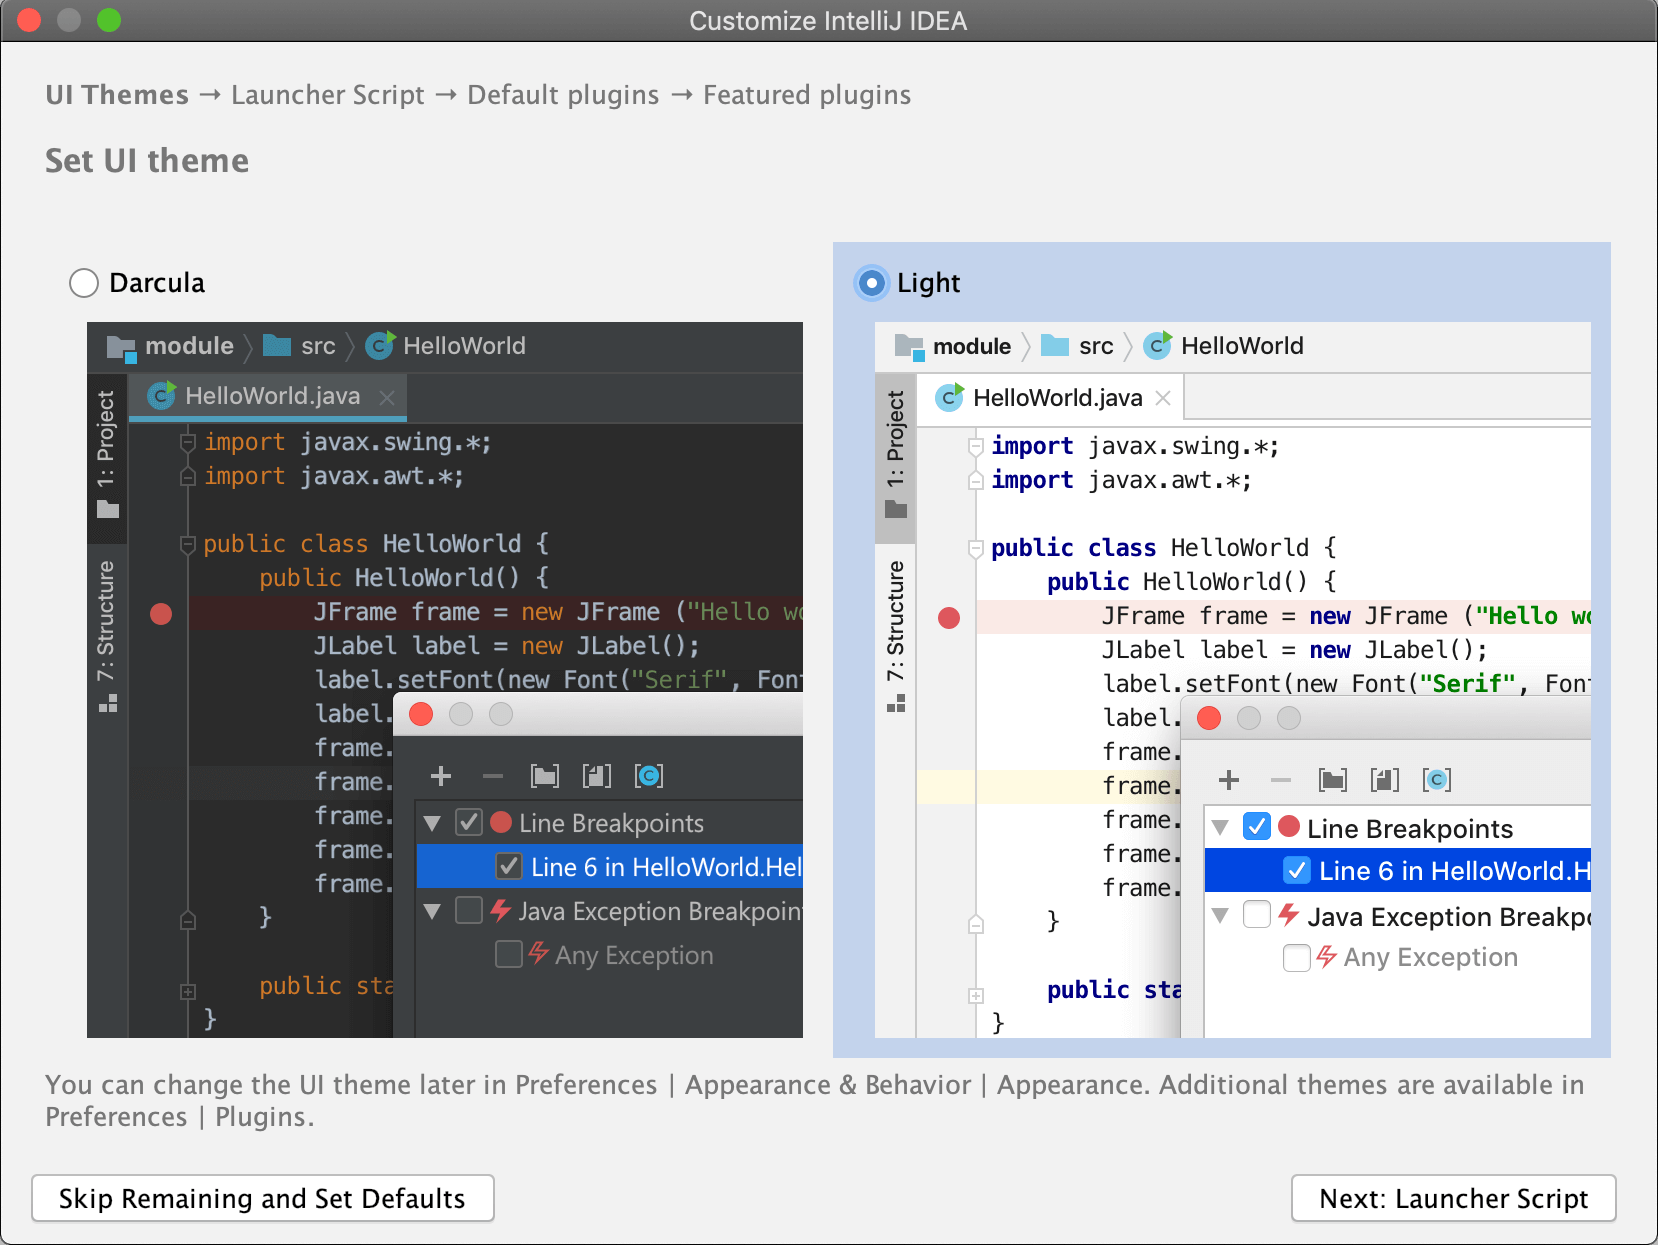 Customize IntelliJ IDEA
UI Themes → Launcher Script → Default plugins → Featured plugins
Set UI theme
Darcula
module
src
HelloWorld
HelloWorld.java
1: Project
7: Structure
import javax.swing.*;
import javax.awt.*;
public class HelloWorld {
public HelloWorld() {
JFrame frame = new JFrame ("Hello wo
JLabel label = new JLabel();
label.setFont(new Font("Serif", Font
label.
frame.
frame.
frame.
frame.
frame.
}
public sta
}
Line Breakpoints
Line 6 in HelloWorld.Hel
Java Exception Breakpoin
Any Exception
Light
module
src
HelloWorld
HelloWorld.java
1: Project
7: Structure
import javax.swing.*;
import javax.awt.*;
public class HelloWorld {
public HelloWorld() {
JFrame frame = new JFrame ("Hello wo
JLabel label = new JLabel();
label.setFont(new Font("Serif", Font
label.
frame.
frame.
frame.
frame.
frame.
}
public sta
}
Line Breakpoints
Line 6 in HelloWorld.H
Java Exception Breakpo
Any Exception
You can change the UI theme later in Preferences | Appearance & Behavior | Appearance. Additional themes are available in
Preferences | Plugins.
Skip Remaining and Set Defaults
Next: Launcher Script